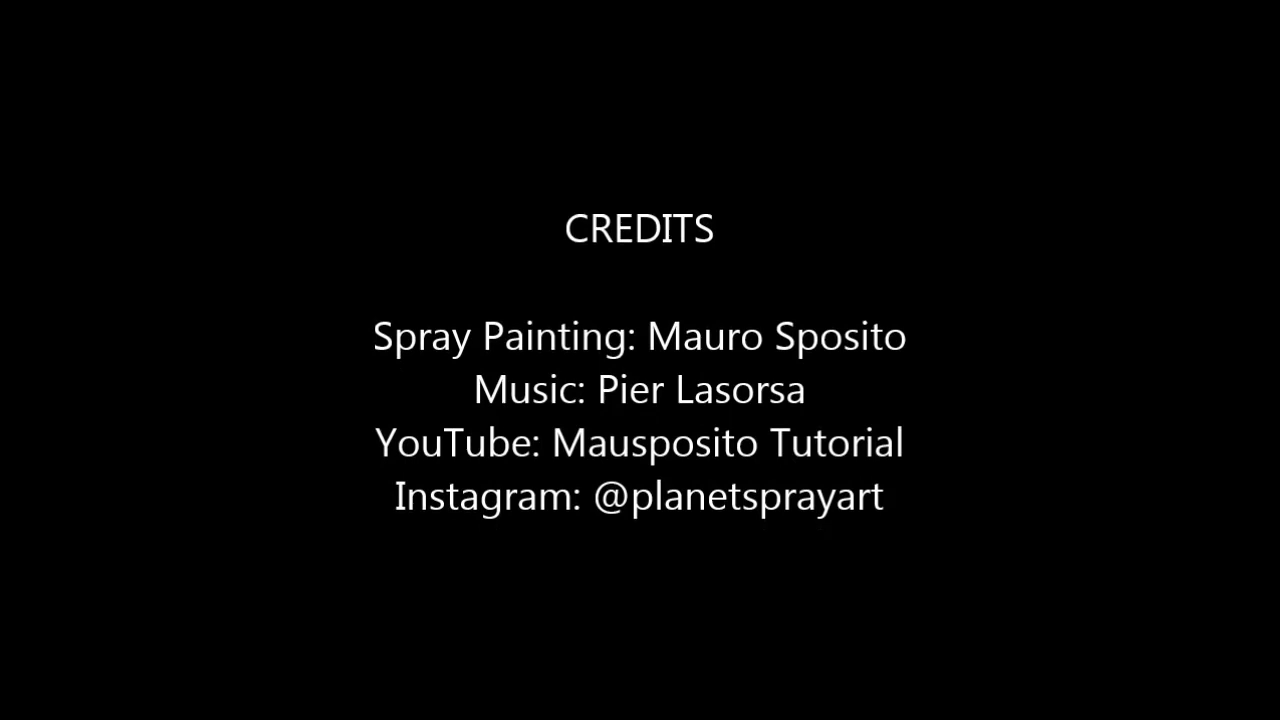 CREDITS
Spray Painting: Mauro Sposito
Music: Pier Lasorsa
YouTube: Mausposito Tutorial
Instagram: @planetsprayart